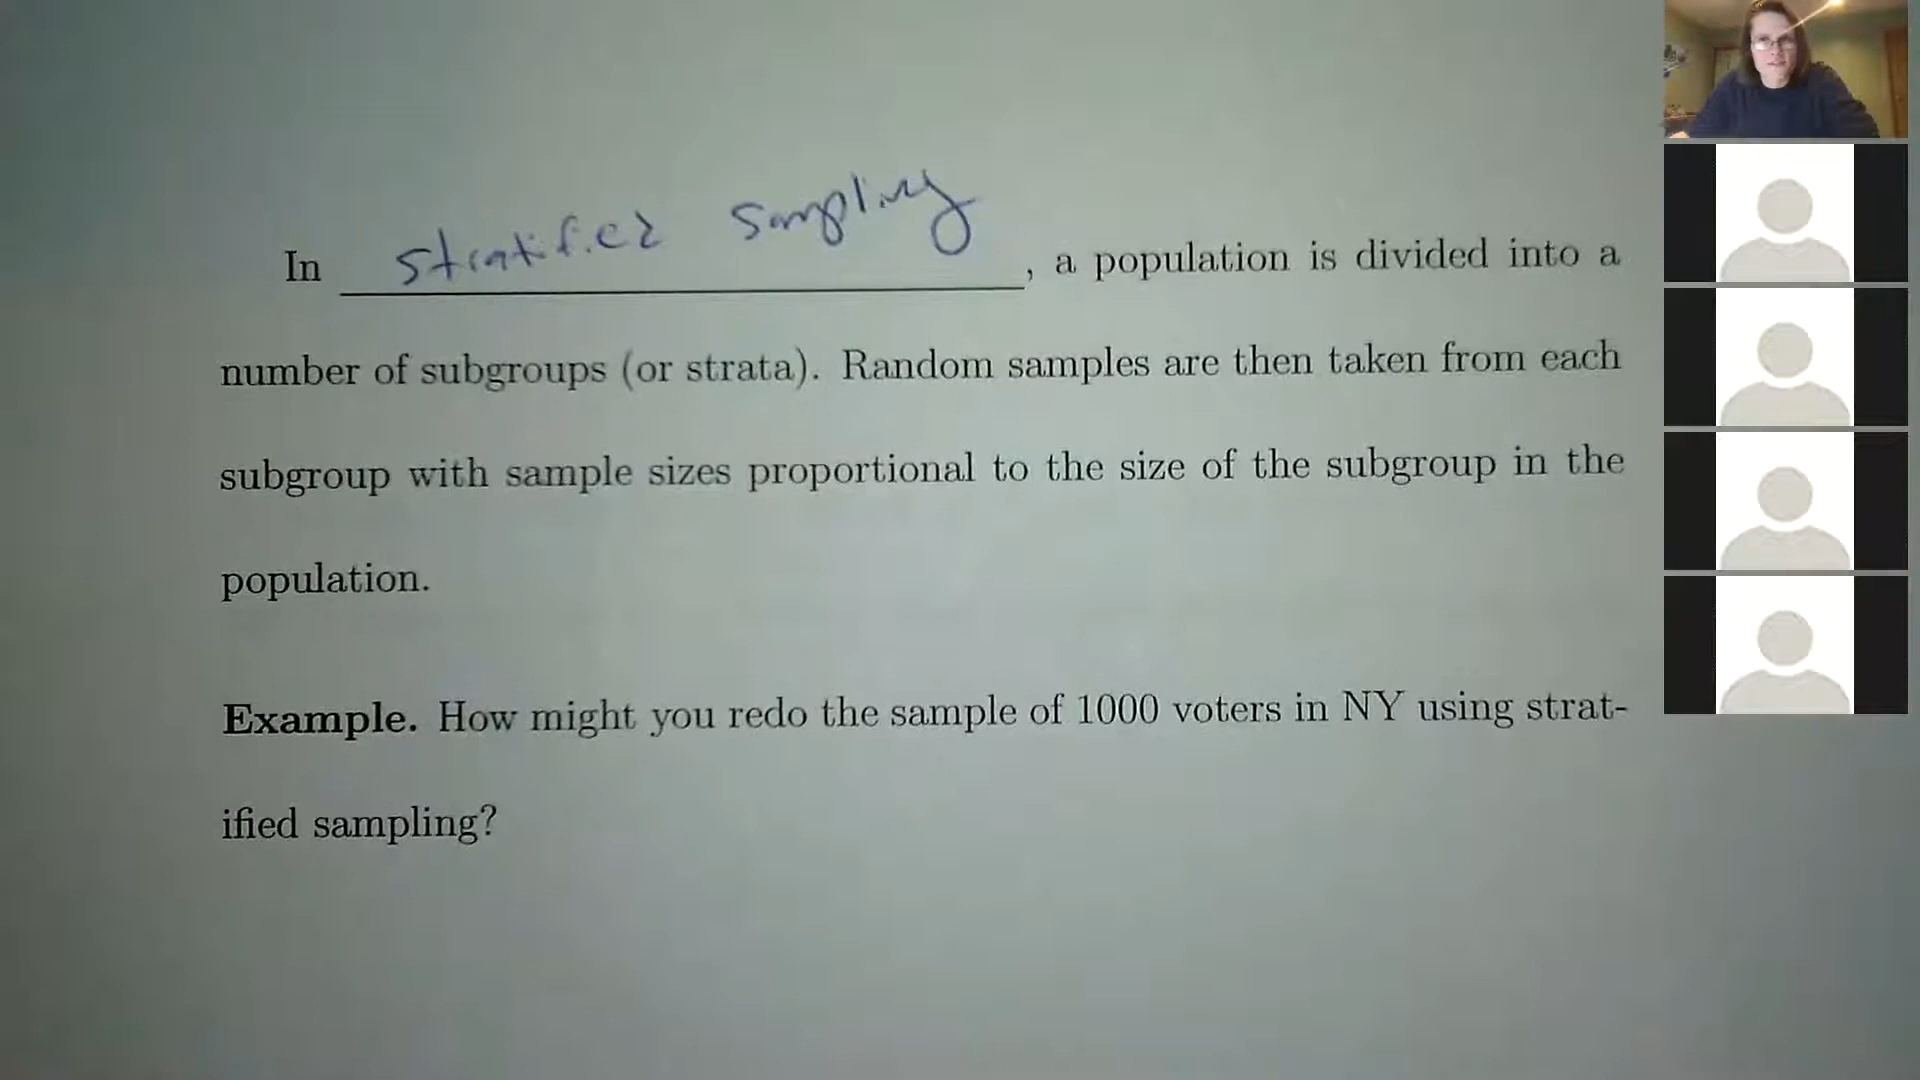 In stratified sampling, a population is divided into a
number of subgroups (or strata). Random samples are then taken from each
subgroup with sample sizes proportional to the size of the subgroup in the
population.
Example. How might you redo the sample of 1000 voters in NY using strat-
ified sampling?